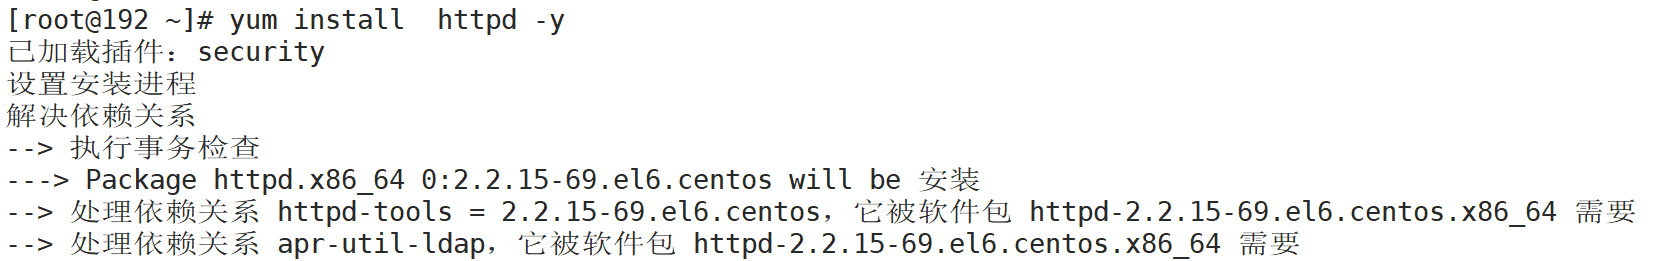 [root@192 ~]# yum install  httpd -y
已加载插件：security
设置安装进程
解决依赖关系
--> 执行事务检查
---> Package httpd.x86_64 0:2.2.15-69.el6.centos will be 安装
--> 处理依赖关系 httpd-tools = 2.2.15-69.el6.centos，它被软件包 httpd-2.2.15-69.el6.centos.x86_64 需要
--> 处理依赖关系 apr-util-ldap，它被软件包 httpd-2.2.15-69.el6.centos.x86_64 需要